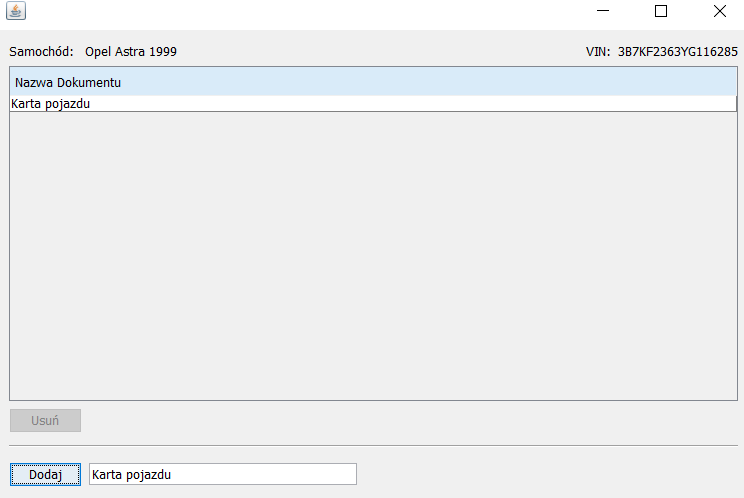 Samochód: Opel Astra 1999 VIN: 3B7KF2363YG116285
Nazwa Dokumentu
Karta pojazdu
Usuń
Dodaj Karta pojazdu